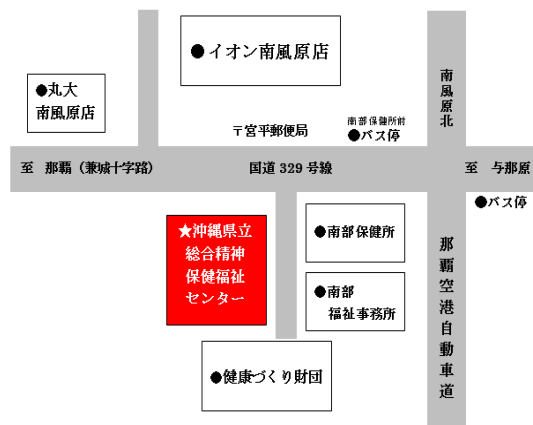 ●イオン南風原店
●丸大
南風原店
南風原北
〒宮平郵便局
南部保健所前
●バス停
至 那覇（兼城十字路）
国道 329 号線
至 与那原
●バス停
★沖縄県立
総合精神
保健福祉
センター
●南部保健所
●南部
福祉事務所
那覇空港自動車道
●健康づくり財団